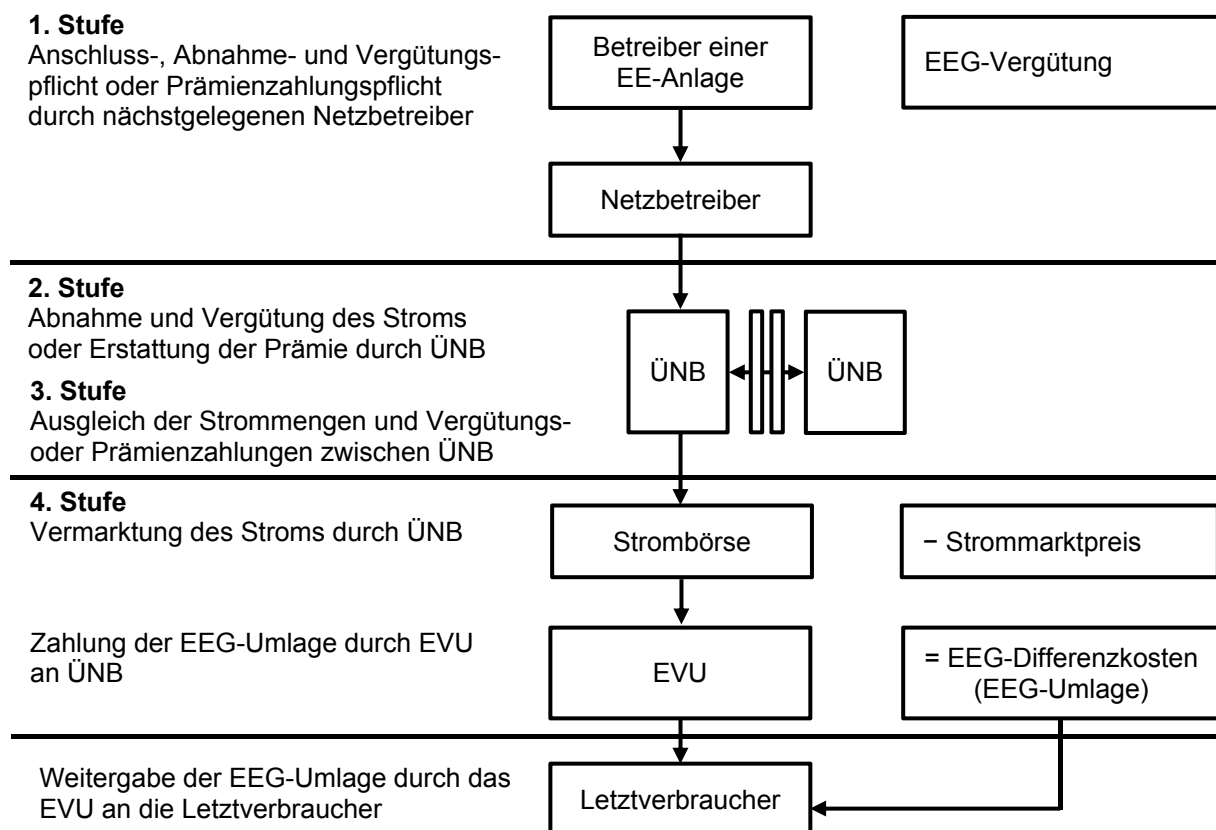 1. Stufe
Anschluss-, Abnahme- und Vergütungs-
pflicht oder Prämienzahlungspflicht
durch nächstgelegenen Netzbetreiber
Betreiber einer
EE-Anlage
EEG-Vergütung
Netzbetreiber
2. Stufe
Abnahme und Vergütung des Stroms
oder Erstattung der Prämie durch ÜNB
3. Stufe
Ausgleich der Strommengen und Vergütungs-
oder Prämienzahlungen zwischen ÜNB
ÜNB
ÜNB
4. Stufe
Vermarktung des Stroms durch ÜNB
Strombörse
− Strommarktpreis
Zahlung der EEG-Umlage durch EVU
an ÜNB
EVU
= EEG-Differenzkosten
(EEG-Umlage)
Weitergabe der EEG-Umlage durch das
EVU an die Letztverbraucher
Letztverbraucher